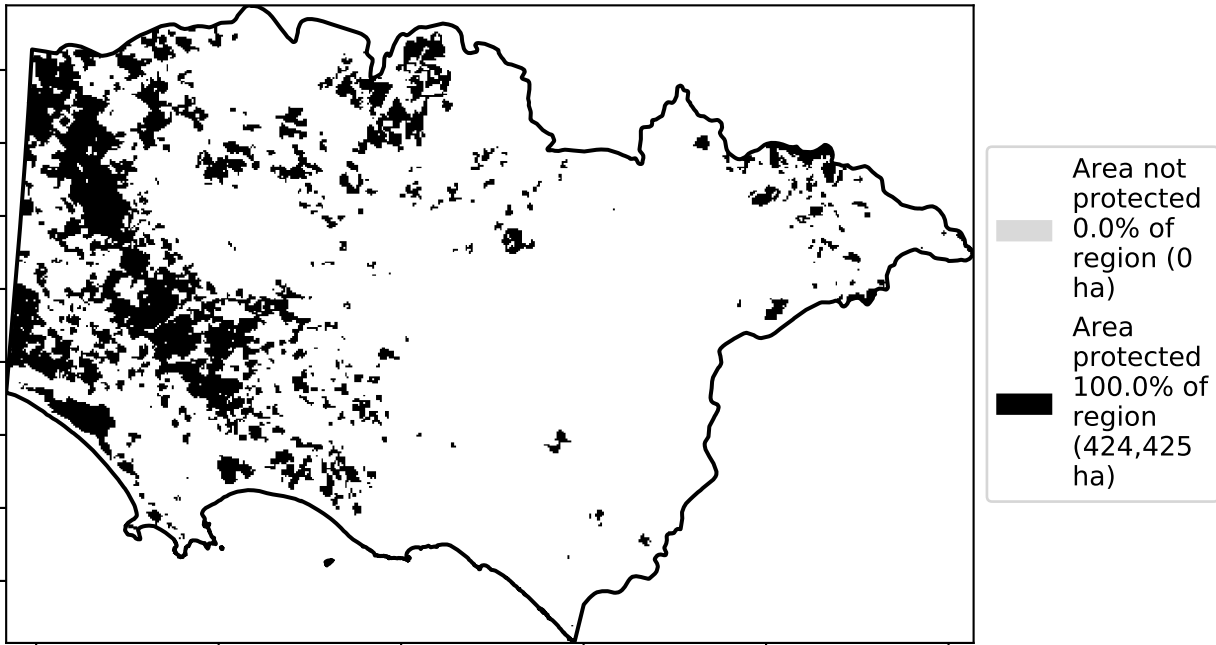 Area not
protected
0.0% of
region (0
ha)
Area
protected
100.0% of
region
(424,425
ha)